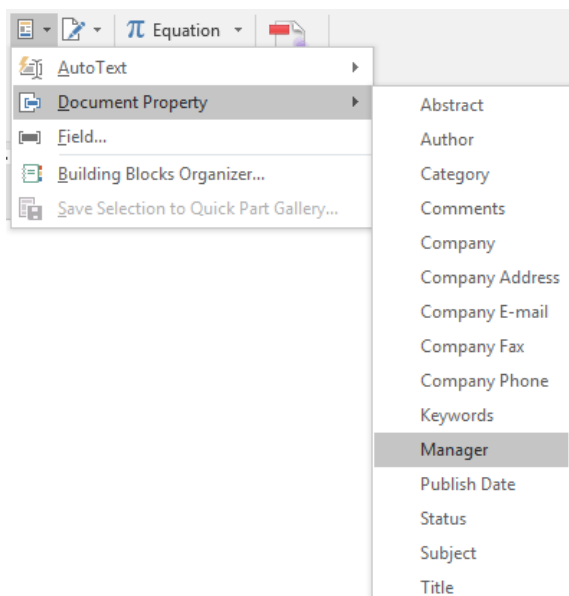 π Equation
AutoText
Document Property
Field...
Building Blocks Organizer...
Save Selection to Quick Part Gallery...
Abstract
Author
Category
Comments
Company
Company Address
Company E-mail
Company Fax
Company Phone
Keywords
Manager
Publish Date
Status
Subject
Title